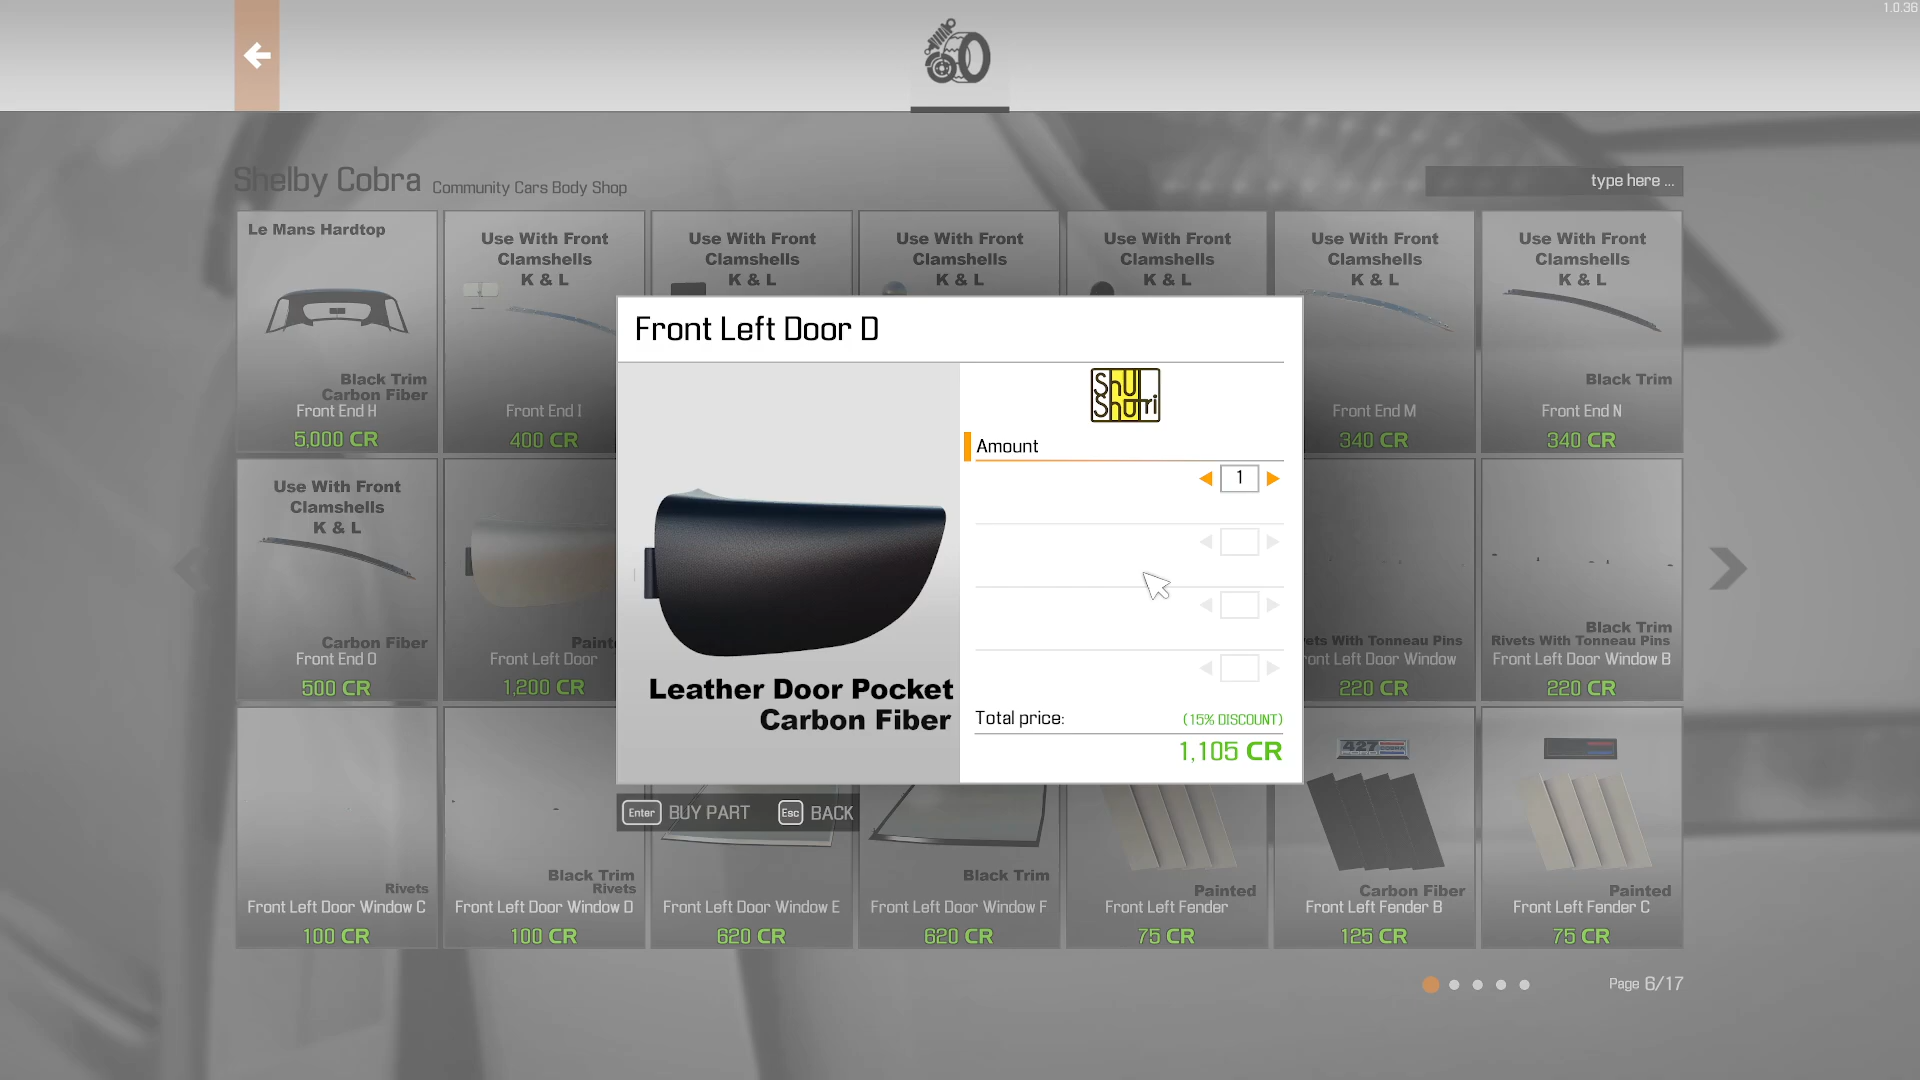 1.0.36
Shelby Cobra Community Cars Body Shop
type here ...
Le Mans Hardtop
Black Trim
Carbon Fiber
Front End H
5,000 CR
Use With Front
Clamshells
K & L
Front End I
400 CR
Use With Front
Clamshells
K & L
Use With Front
Clamshells
K & L
Use With Front
Clamshells
K & L
Use With Front
Clamshells
K & L
Front End M
340 CR
Use With Front
Clamshells
K & L
Black Trim
Front End N
340 CR
Front Left Door D
Shu
Shurri
Amount
1
Leather Door Pocket
Carbon Fiber
Total price:
(15% DISCOUNT)
1,105 CR
Enter BUY PART
Esc BACK
Use With Front
Clamshells
K & L
Carbon Fiber
Front End O
500 CR
Front Left Door
1,200 CR
With Tonneau Pins
Left Door Window
220 CR
Black Trim
Rivets With Tonneau Pins
Front Left Door Window B
220 CR
Rivets
Front Left Door Window C
100 CR
Black Trim
Rivets
Front Left Door Window D
100 CR
Front Left Door Window E
620 CR
Black Trim
Front Left Door Window F
620 CR
Painted
Front Left Fender
75 CR
427 COBRA
Carbon Fiber
Front Left Fender B
125 CR
Painted
Front Left Fender C
75 CR
Page 6/17